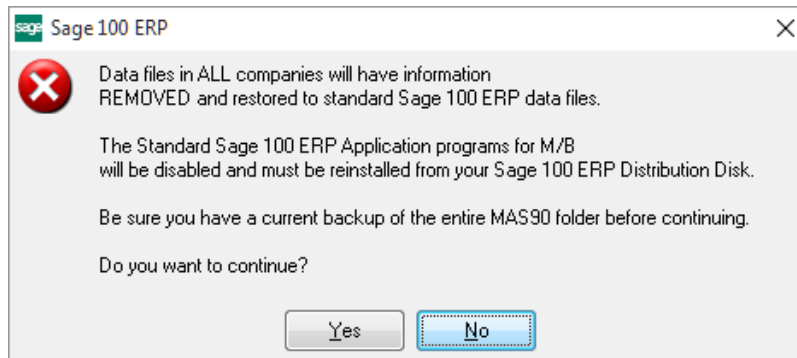 sage Sage 100 ERP
Data files in ALL companies will have information
REMOVED and restored to standard Sage 100 ERP data files.
The Standard Sage 100 ERP Application programs for M/B
will be disabled and must be reinstalled from your Sage 100 ERP Distribution Disk.
Be sure you have a current backup of the entire MAS90 folder before continuing.
Do you want to continue?
Yes No